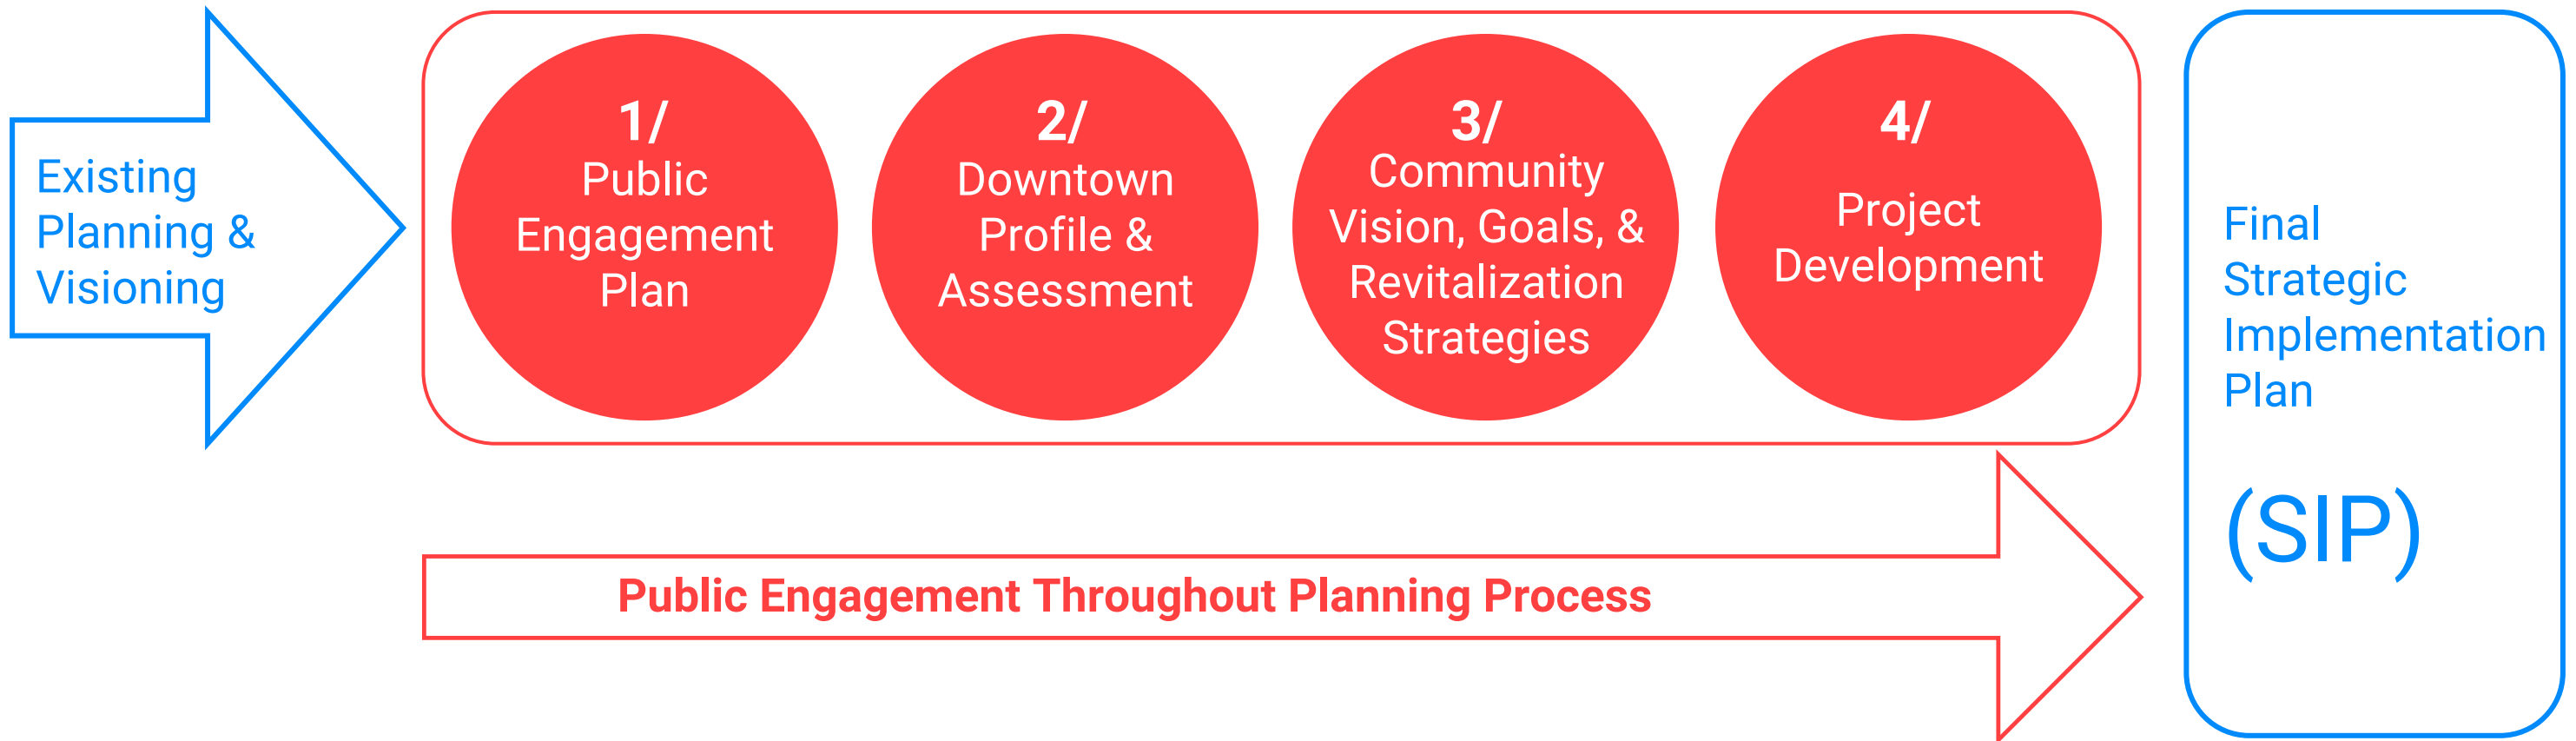 Existing
Planning &
Visioning
1/
Public
Engagement
Plan
2/
Downtown
Profile &
Assessment
3/
Community
Vision, Goals, &
Revitalization
Strategies
4/
Project
Development
Public Engagement Throughout Planning Process
Final
Strategic
Implementation
Plan
(SIP)